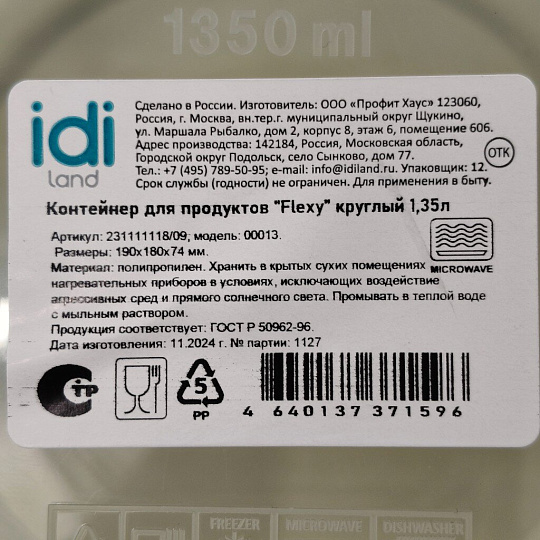 1350 ml
idi
land
Сделано в России. Изготовитель: ООО «Профит Хаус» 123060,
Россия, г. Москва, вн.тер.г. муниципальный округ Щукино,
ул. Маршала Рыбалко, дом 2, корпус 8, этаж 6, помещение 606.
Адрес производства: 142184, Россия, Московская область,
Городской округ Подольск, село Сынково, дом 77.
Тел.: +7 (495) 789-50-95; e-mail: info@idiland.ru. Упаковщик: 12.
Срок службы (годности) не ограничен. Для применения в быту.
ОТК
Контейнер для продуктов "Flexy" круглый 1,35л
Артикул: 231111118/09; модель: 00013.
Размеры: 190х180х74 мм.
Материал: полипропилен. Хранить в крытых сухих помещениях
MICROWAVE
нагревательных приборов в условиях, исключающих воздействие
агрессивных сред и прямого солнечного света. Промывать в теплой воде
с мыльным раствором.
Продукция соответствует: ГОСТ Р 50962-96.
Дата изготовления: 11.2024 г. № партии: 1127
СТР
5
PP
4 640137 371596
FREEZER
MICROWAVE
DISHWASHER